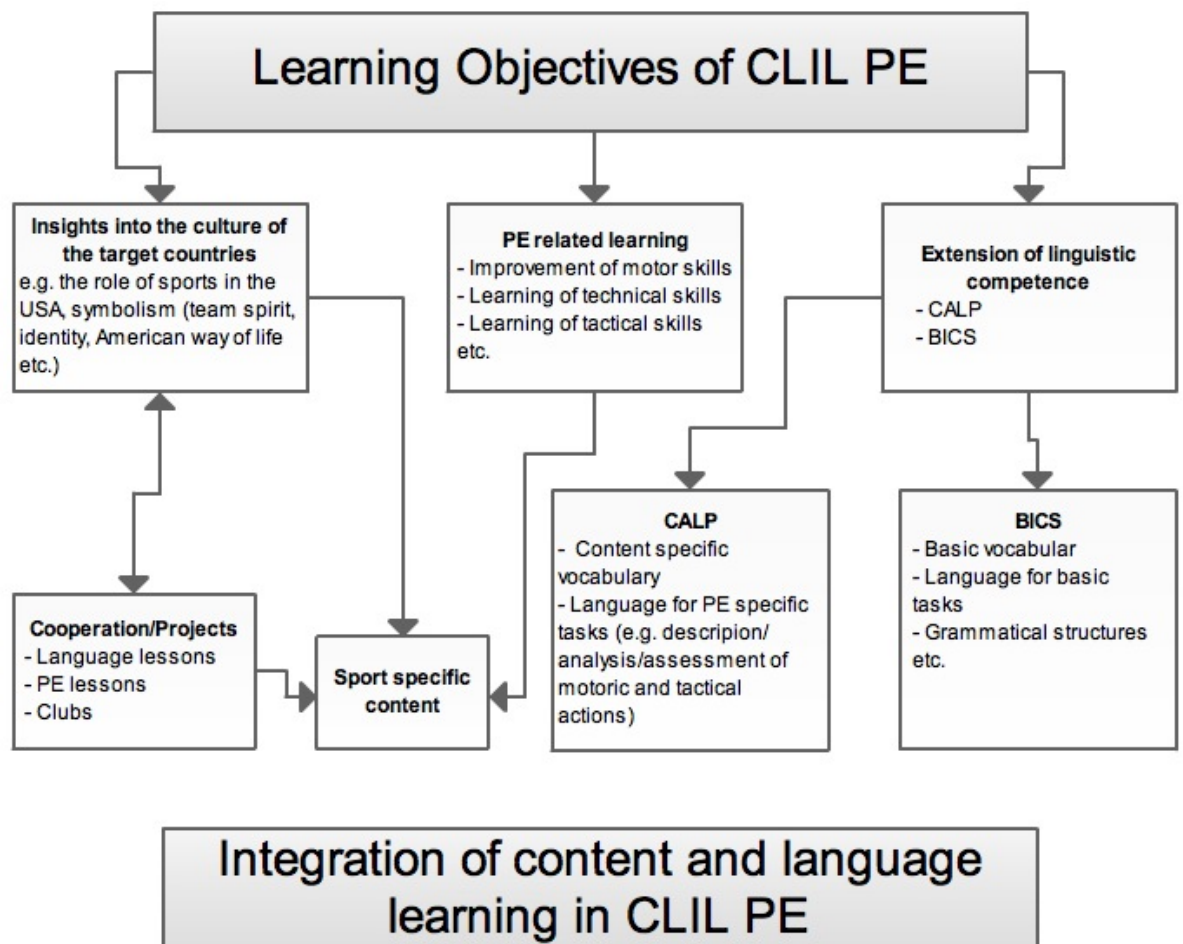 Learning Objectives of CLIL PE
Insights into the culture of
the target countries
e.g. the role of sports in the
USA, symbolism (team spirit,
identity, American way of life
etc.)
PE related learning
- Improvement of motor skills
- Learning of technical skills
- Learning of tactical skills
etc.
Extension of linguistic
competence
- CALP
- BICS
CALP
- Content specific
vocabulary
- Language for PE specific
tasks (e.g. descripion/
analysis/assessment of
motoric and tactical
actions)
BICS
- Basic vocabular
- Language for basic
tasks
- Grammatical structures
etc.
Cooperation/Projects
- Language lessons
- PE lessons
- Clubs
Sport specific
content
Integration of content and language
learning in CLIL PE